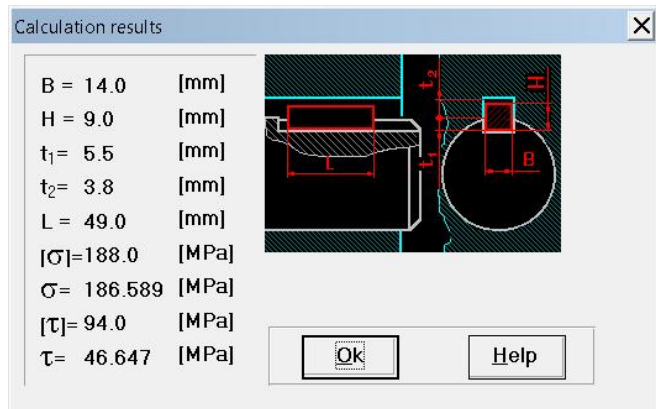 Calculation results
B = 14.0 [mm]
H = 9.0 [mm]
t₁= 5.5 [mm]
t₂= 3.8 [mm]
L = 49.0 [mm]
[σ]=188.0 [MPa]
σ= 186.589 [MPa]
[τ]= 94.0 [MPa]
τ= 46.647 [MPa]
t₂
H
t₁
L
B
Ok
Help